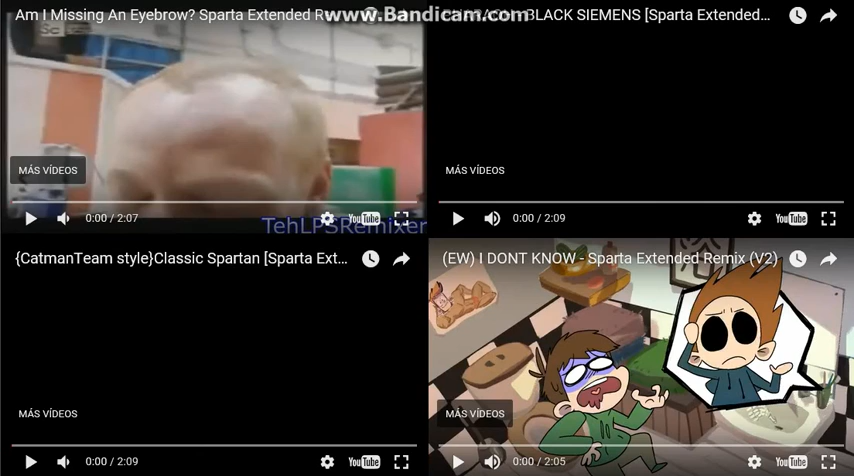 Am I Missing An Eyebrow? Sparta Extended
www.Bandicam.com
BLACK SIEMENS [Sparta Extended...
MÁS VÍDEOS
MÁS VÍDEOS
0:00 / 2:07
YouTube
0:00 / 2:09
YouTube
TehLPSRemixer
{CatmanTeam style}Classic Spartan [Sparta Ext...
(EW) I DONT KNOW - Sparta Extended Remix (V2)
MÁS VÍDEOS
MÁS VÍDEOS
0:00 / 2:09
YouTube
0:00 / 2:05
YouTube